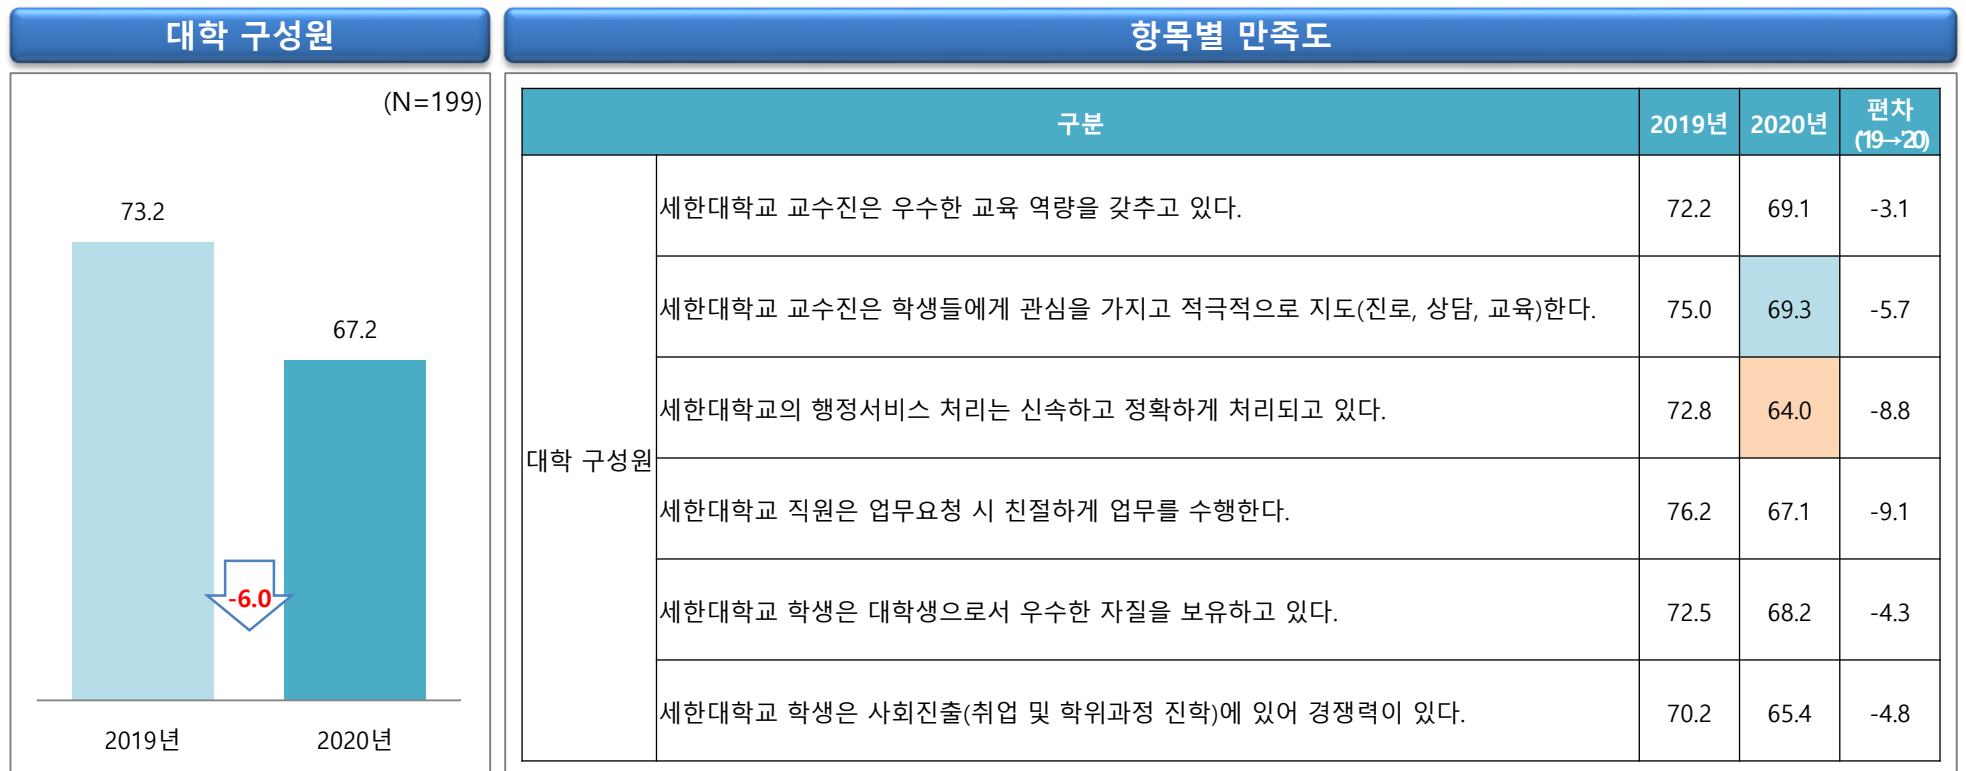 대학 구성원
항목별 만족도
(N=199)
73.2
67.2
-6.0
2019년 2020년
구분 2019년 2020년 편차
('19→'20)
대학 구성원
세한대학교 교수진은 우수한 교육 역량을 갖추고 있다. 72.2 69.1 -3.1
세한대학교 교수진은 학생들에게 관심을 가지고 적극적으로 지도(진로, 상담, 교육)한다. 75.0 69.3 -5.7
세한대학교의 행정서비스 처리는 신속하고 정확하게 처리되고 있다. 72.8 64.0 -8.8
세한대학교 직원은 업무요청 시 친절하게 업무를 수행한다. 76.2 67.1 -9.1
세한대학교 학생은 대학생으로서 우수한 자질을 보유하고 있다. 72.5 68.2 -4.3
세한대학교 학생은 사회진출(취업 및 학위과정 진학)에 있어 경쟁력이 있다. 70.2 65.4 -4.8